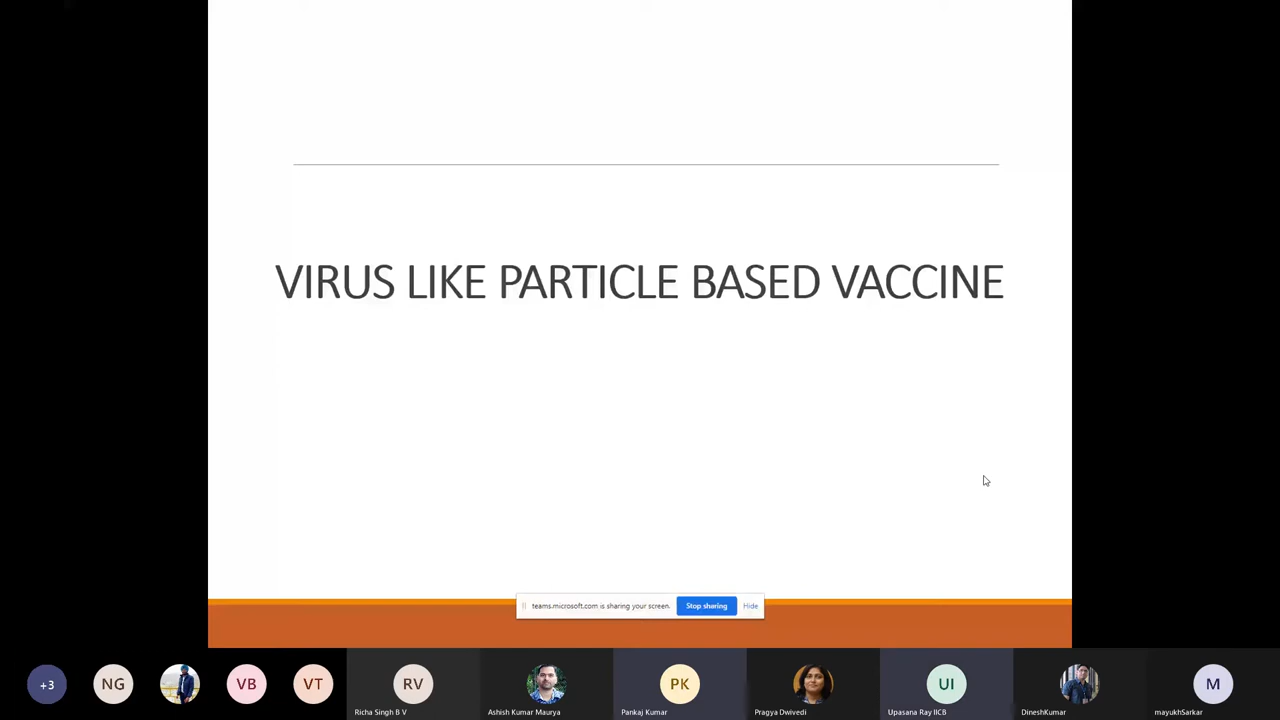 VIRUS LIKE PARTICLE BASED VACCINE
teams.microsoft.com is sharing your screen.
Stop sharing
Hide
+3
NG
VB
VT
RV
PK
UI
M
Richa Singh B V
Ashish Kumar Maurya
Pankaj Kumar
Pragya Dwivedi
Upasana Ray IICB
DineshKumar
mayukhSarkar